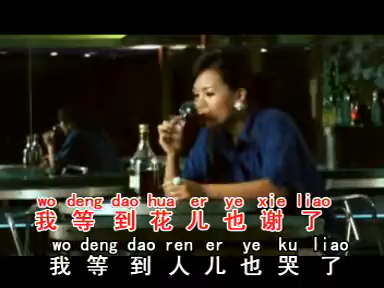 wo deng dao hua er ye xie liao
我等到花儿也谢了
wo deng dao ren er ye ku liao
我等到人儿也哭了